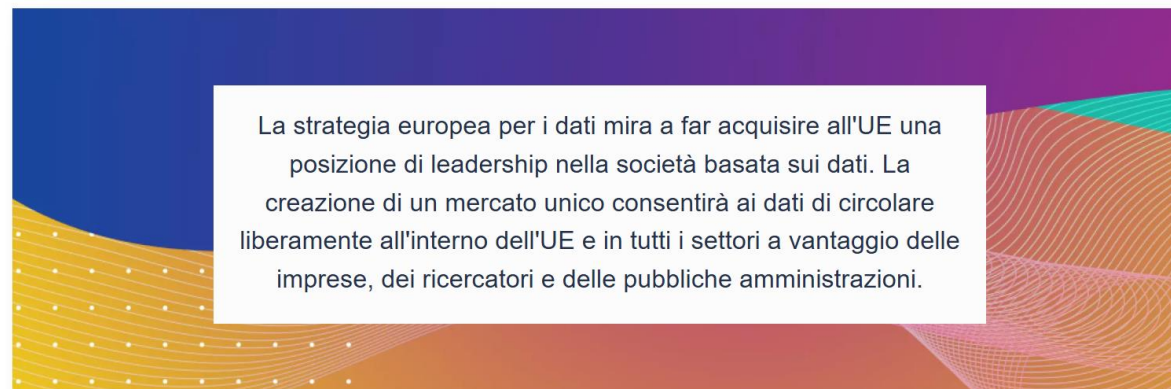 La strategia europea per i dati mira a far acquisire all'UE una
posizione di leadership nella società basata sui dati. La
creazione di un mercato unico consentirà ai dati di circolare
liberamente all'interno dell'UE e in tutti i settori a vantaggio delle
imprese, dei ricercatori e delle pubbliche amministrazioni.